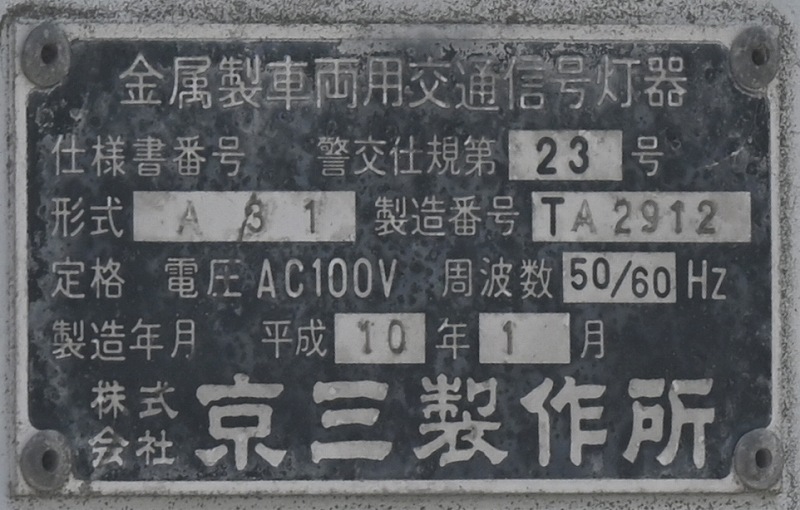 金属製車両用交通信号灯器
仕様書番号 警交仕規第 23 号
形式 A 3 1 製造番号 TA2912
定格 電圧 AC100V 周波数 50/60 Hz
製造年月 平成 10 年 1 月
株式会社 京三製作所